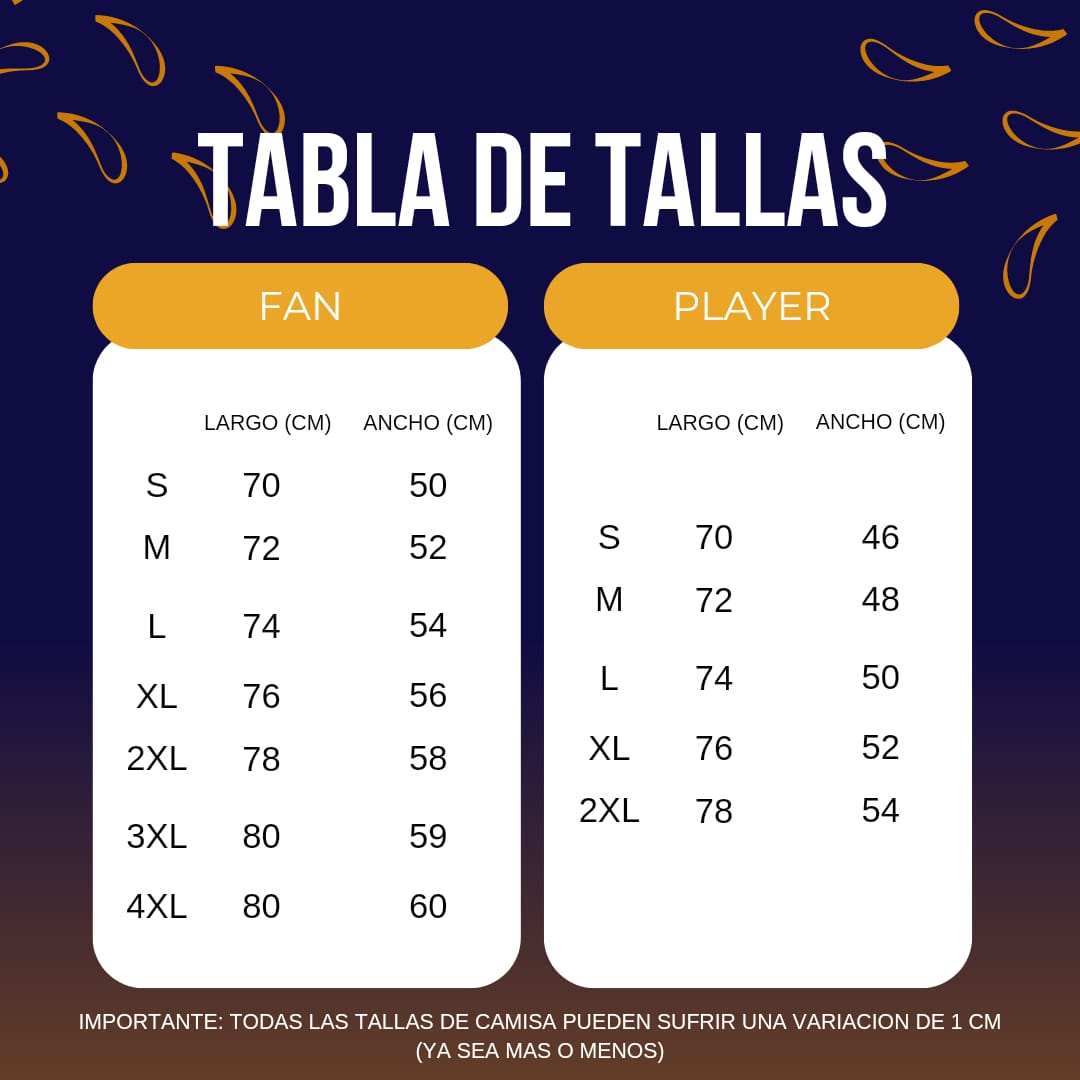 TABLA DE TALLAS
FAN
LARGO (CM) ANCHO (CM)
S 70 50
M 72 52
L 74 54
XL 76 56
2XL 78 58
3XL 80 59
4XL 80 60
PLAYER
LARGO (CM) ANCHO (CM)
S 70 46
M 72 48
L 74 50
XL 76 52
2XL 78 54
IMPORTANTE: TODAS LAS TALLAS DE CAMISA PUEDEN SUFRIR UNA VARIACION DE 1 CM
(YA SEA MAS O MENOS)